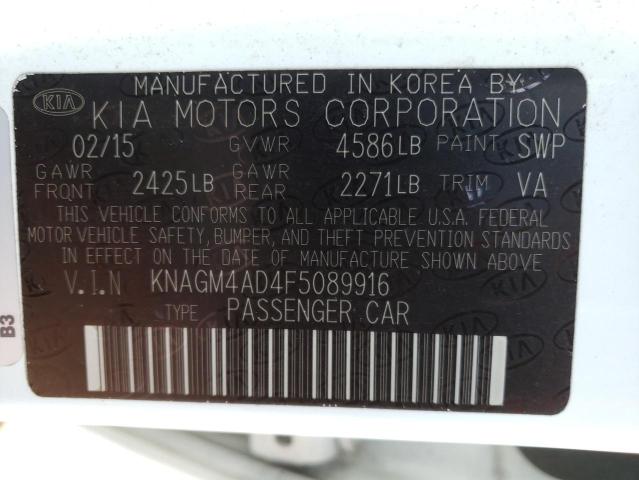 MANUFACTURED IN KOREA BY
KIA KIA MOTORS CORPORATION
02/15 GVWR 4586LB PAINT SWP
GAWR FRONT 2425LB GAWR REAR 2271LB TRIM VA
THIS VEHICLE CONFORMS TO ALL APPLICABLE U.S.A. FEDERAL
MOTOR VEHICLE SAFETY, BUMPER, AND THEFT PREVENTION STANDARDS
IN EFFECT ON THE DATE OF MANUFACTURE SHOWN ABOVE.
V.I.N KNAGM4AD4F5089916
TYPE PASSENGER CAR
B3